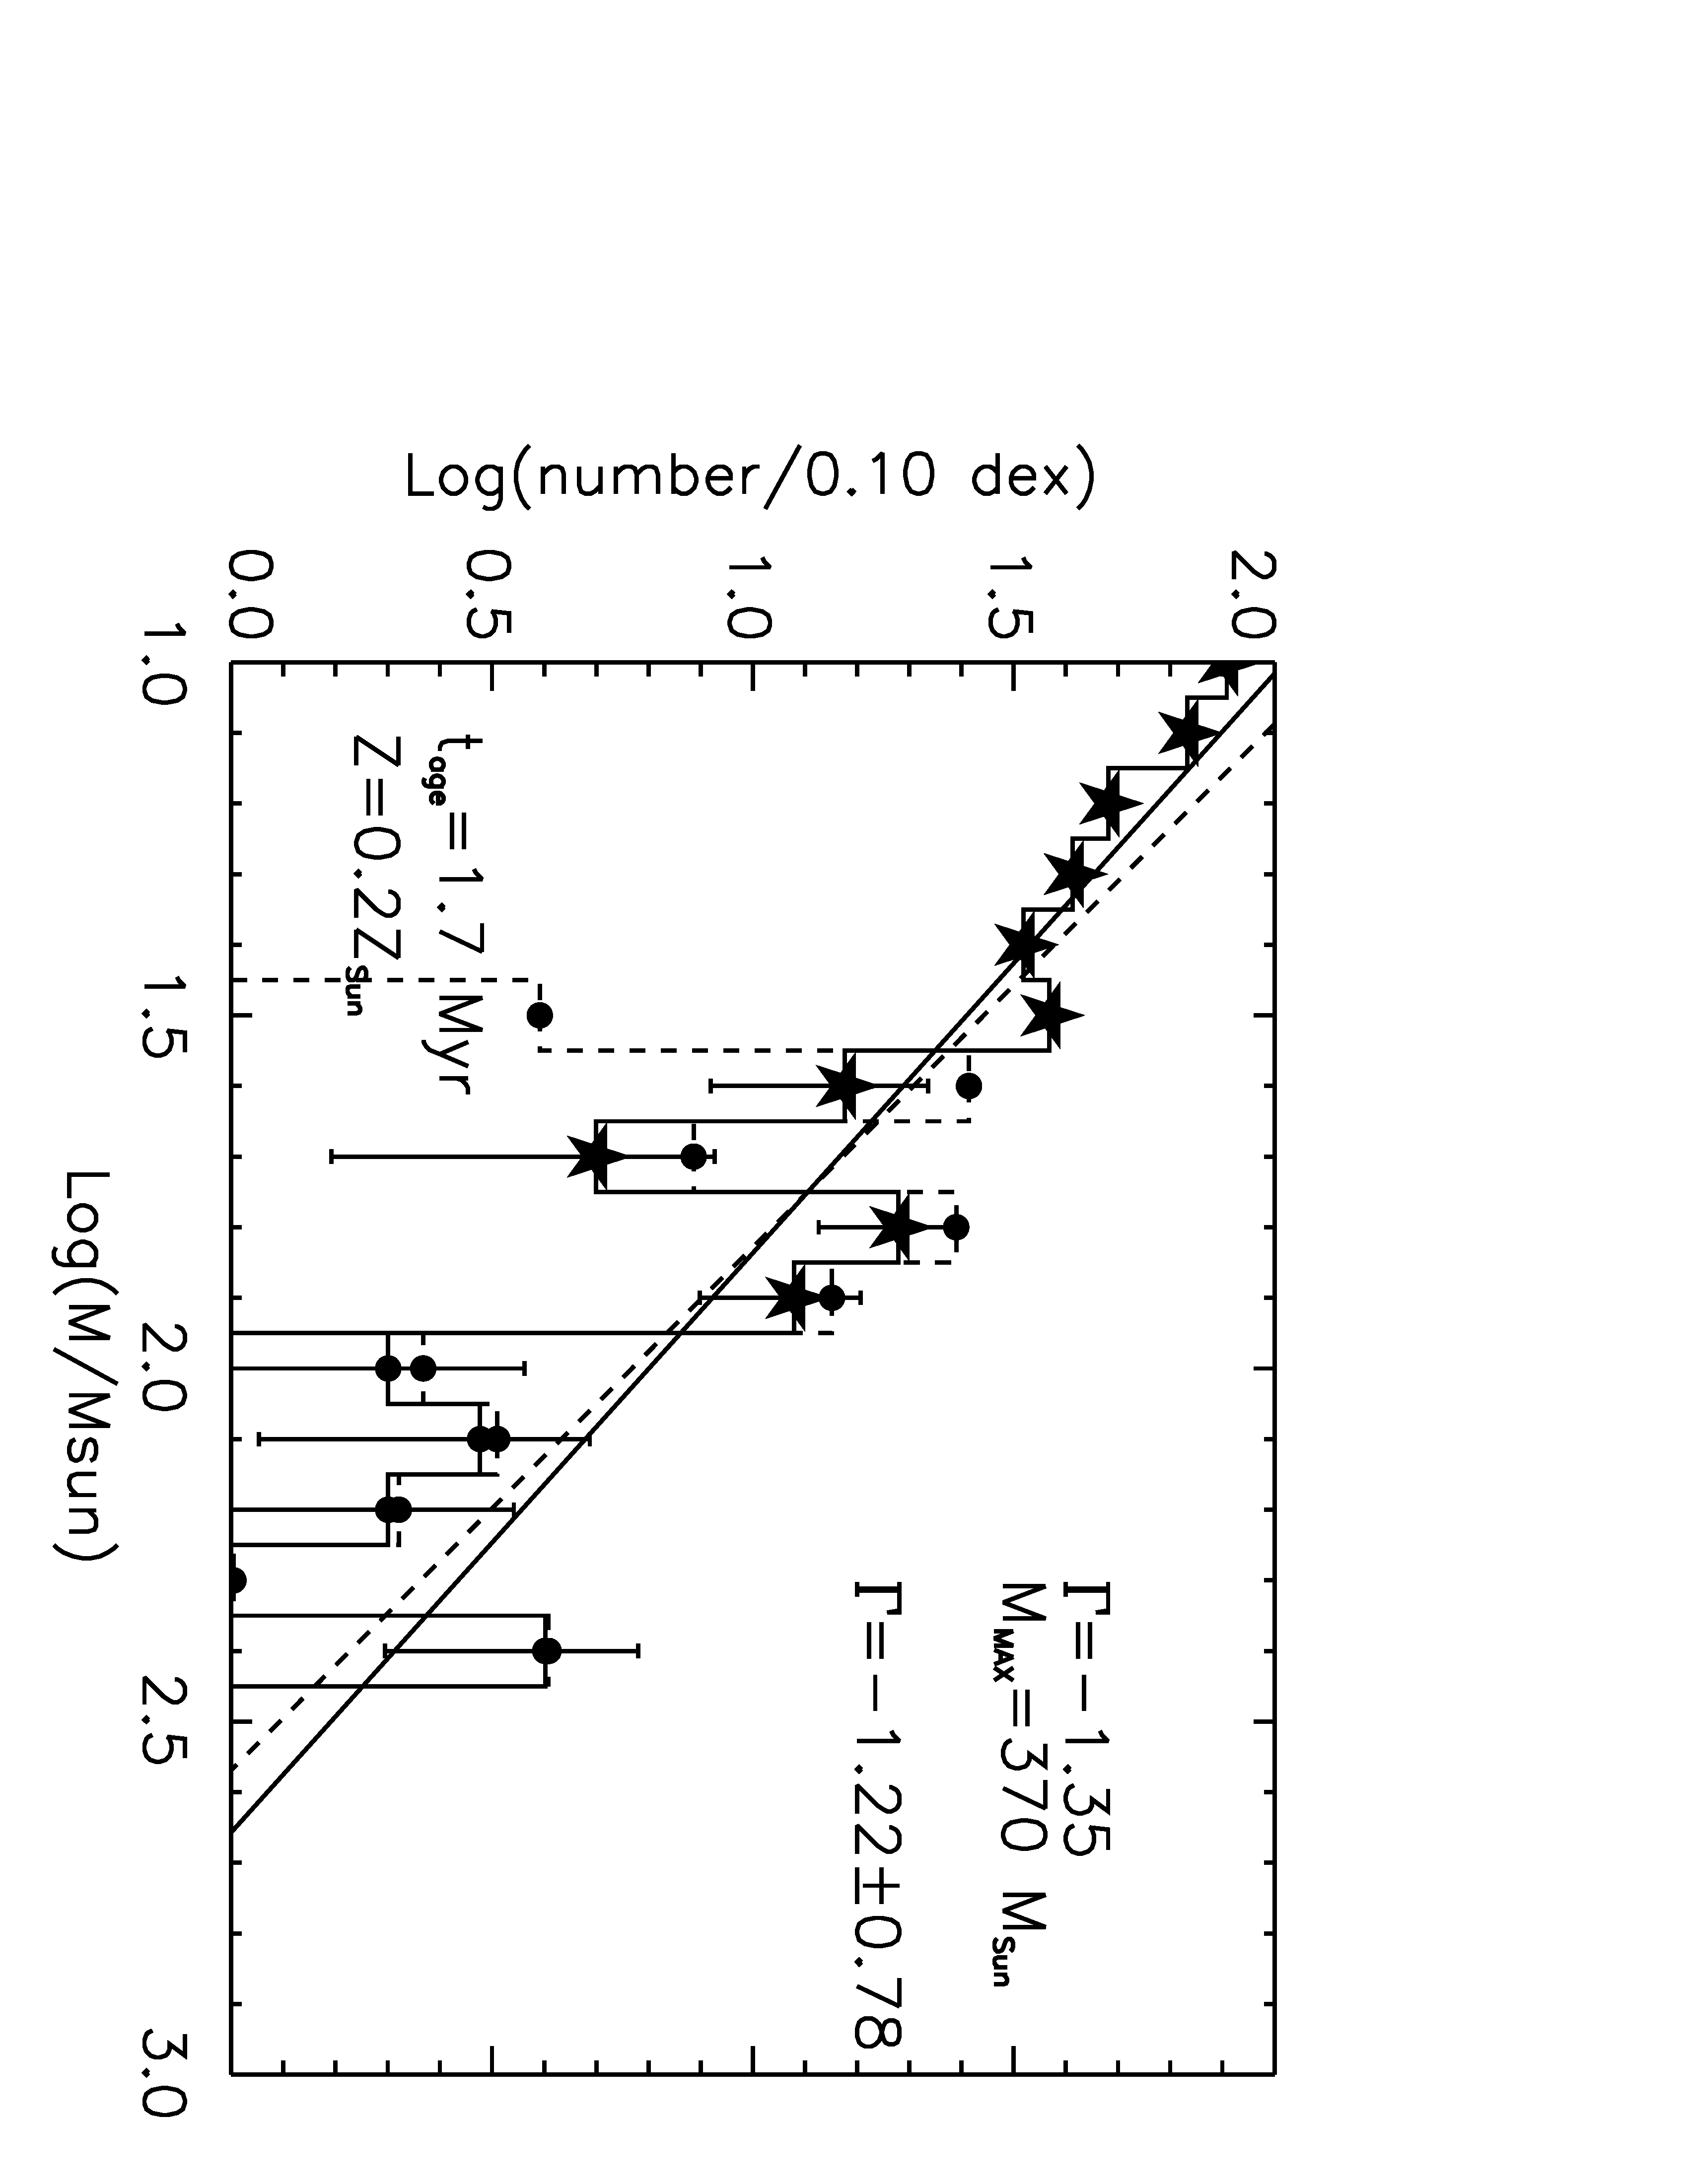 Γ=−1.35
M_MAX=370 M_Sun
Γ=−1.22±0.78
t_age=1.7 Myr
Z=0.2Z_Sun
Log(number/0.10 dex)
2.0
1.5
1.0
0.5
0.0
1.0
1.5
2.0
2.5
3.0
Log(M/Msun)